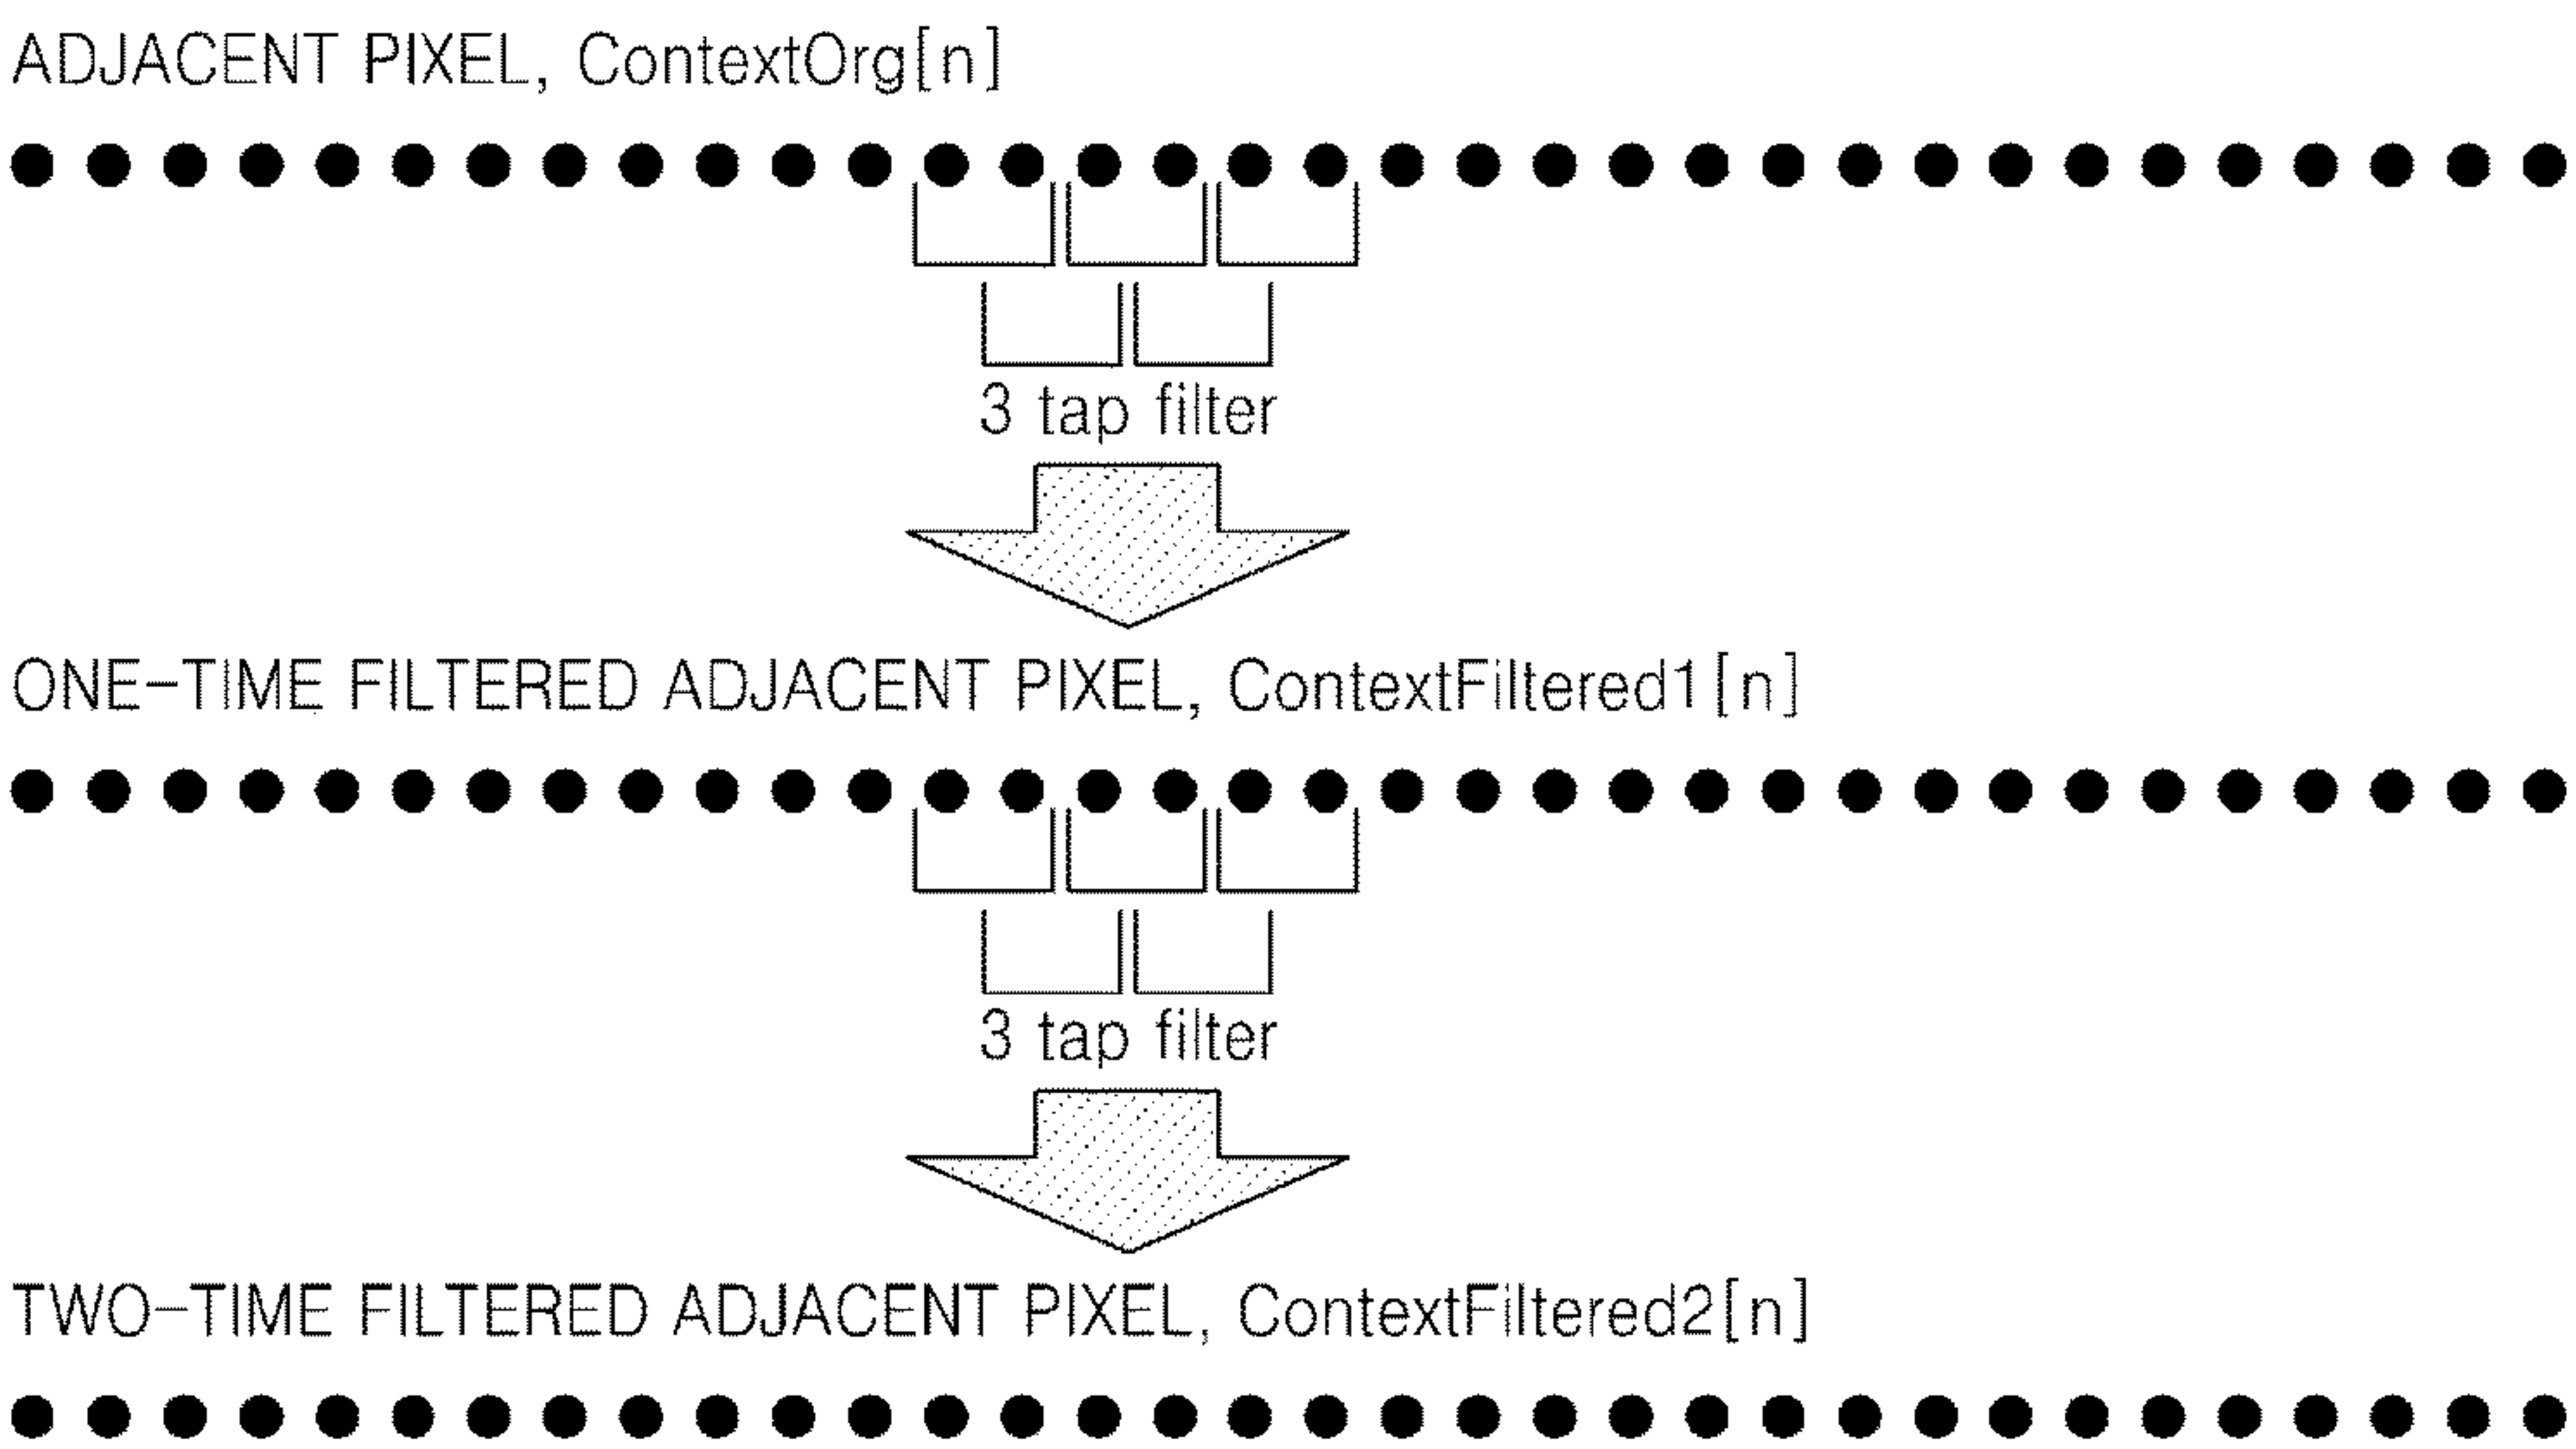 ADJACENT PIXEL, ContextOrg[n]
3 tap filter
ONE-TIME FILTERED ADJACENT PIXEL, ContextFiltered1[n]
3 tap filter
TWO-TIME FILTERED ADJACENT PIXEL, ContextFiltered2[n]